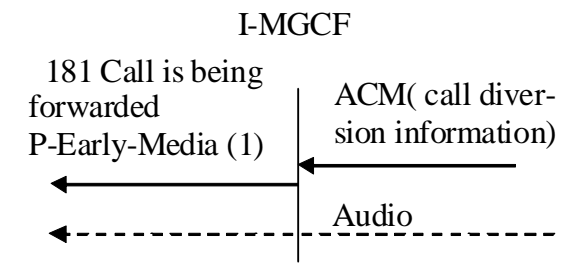 I-MGCF
181 Call is being
forwarded
P-Early-Media (1)
ACM( call diver-
sion information)
Audio